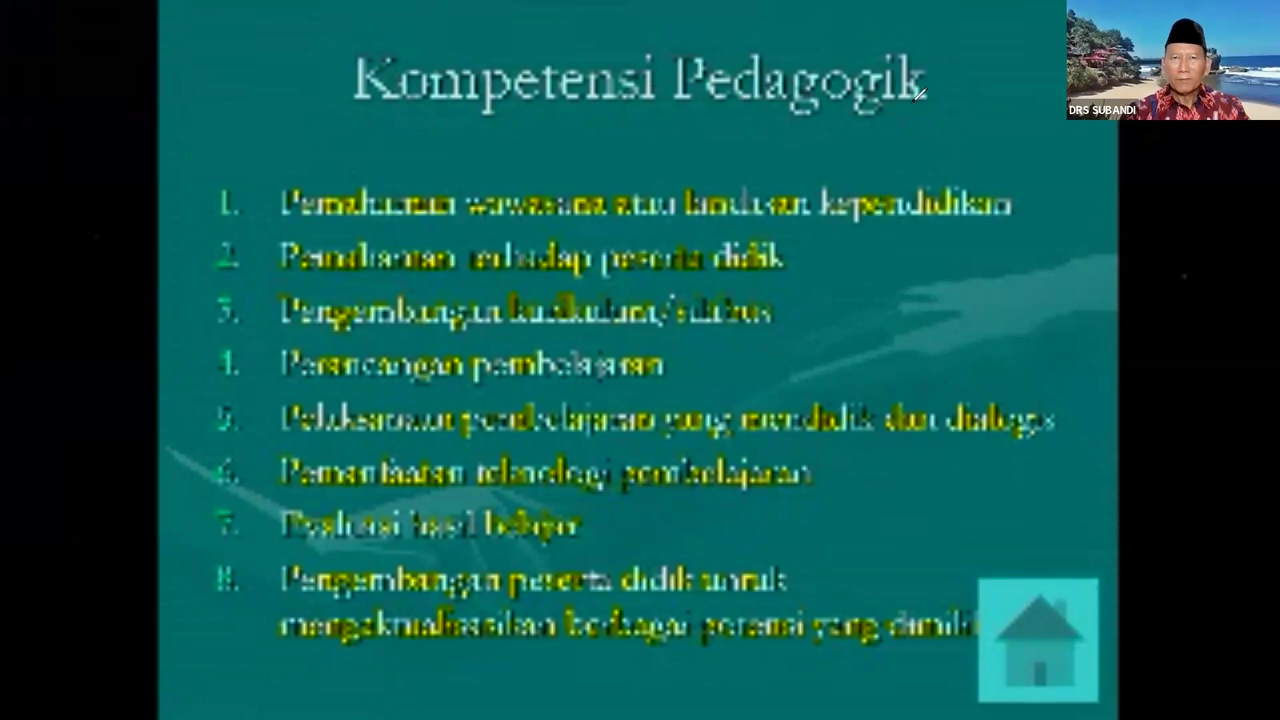 Kompetensi Pedagogik
DRS SUBANDI
1. Pemahaman wawasana atau landasan kependidikan
2. Pemahaman terhadap peserta didik
3. Pengembangan kurikulum/silabus
4. Perancangan pembelajaran
5. Pelaksanaan pembelajaran yang mendidik dan dialogis
6. Pemanfaatan teknologi pembelajaran
7. Evaluasi hasil belajar
8. Pengembangan peserta didik untuk
mengaktualisasikan berbagai potensi yang